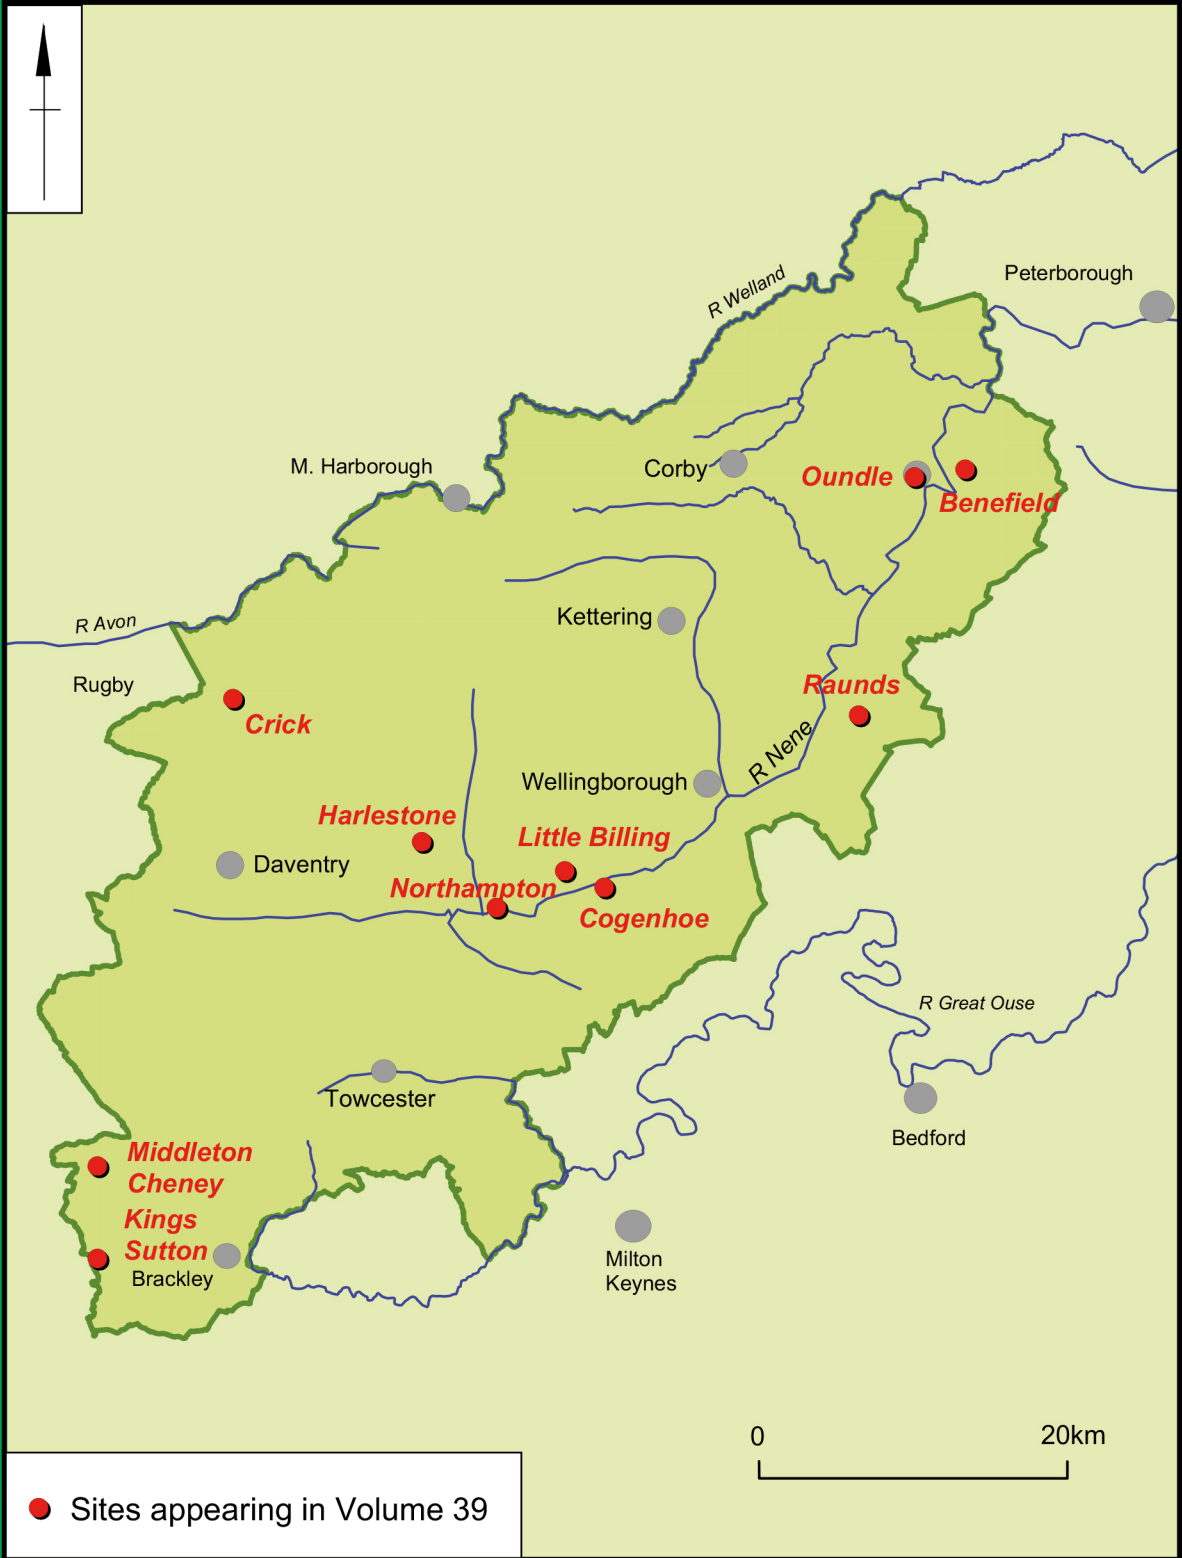 Peterborough
R Welland
M. Harborough
Corby
Oundle
Benefield
Kettering
R Avon
Rugby
Raunds
Crick
R Nene
Wellingborough
Harlestone
Little Billing
Daventry
Northampton
Cogenhoe
R Great Ouse
Towcester
Bedford
Middleton
Cheney
Kings
Sutton
Brackley
Milton
Keynes
0 20km
Sites appearing in Volume 39